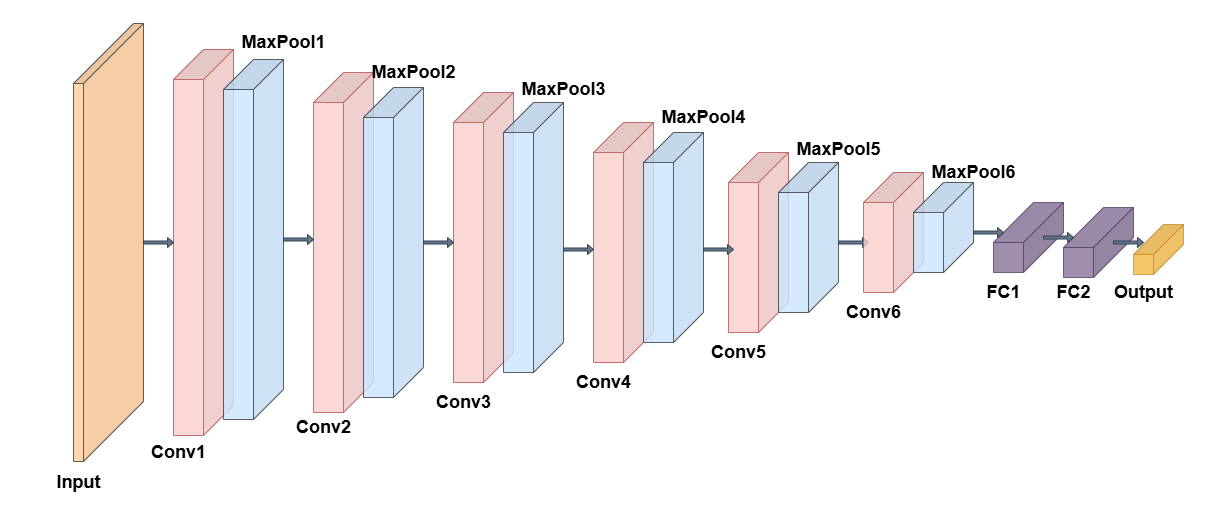 MaxPool1
MaxPool2
MaxPool3
MaxPool4
MaxPool5
MaxPool6
Input
Conv1
Conv2
Conv3
Conv4
Conv5
Conv6
FC1
FC2
Output